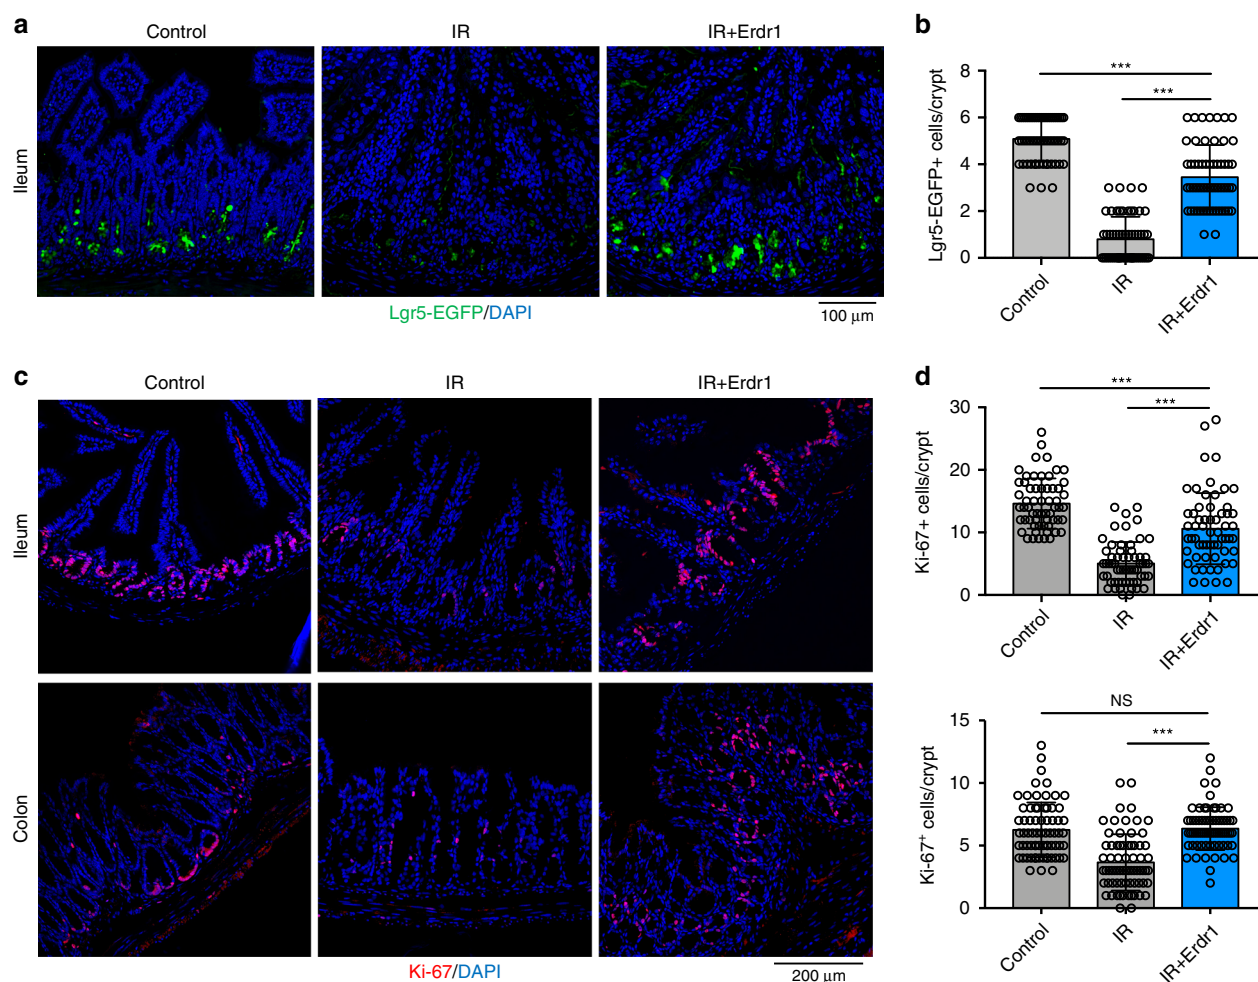 a
Control
IR
IR+Erdr1
Ileum
Lgr5-EGFP/DAPI
100 μm
b
***
***
Lgr5-EGFP+ cells/crypt
8
6
4
2
0
Control
IR
IR+Erdr1
c
Control
IR
IR+Erdr1
Ileum
Colon
Ki-67/DAPI
200 μm
d
***
***
Ki-67+ cells/crypt
30
20
10
0
Control
IR
IR+Erdr1
NS
***
Ki-67⁺ cells/crypt
15
10
5
0
Control
IR
IR+Erdr1